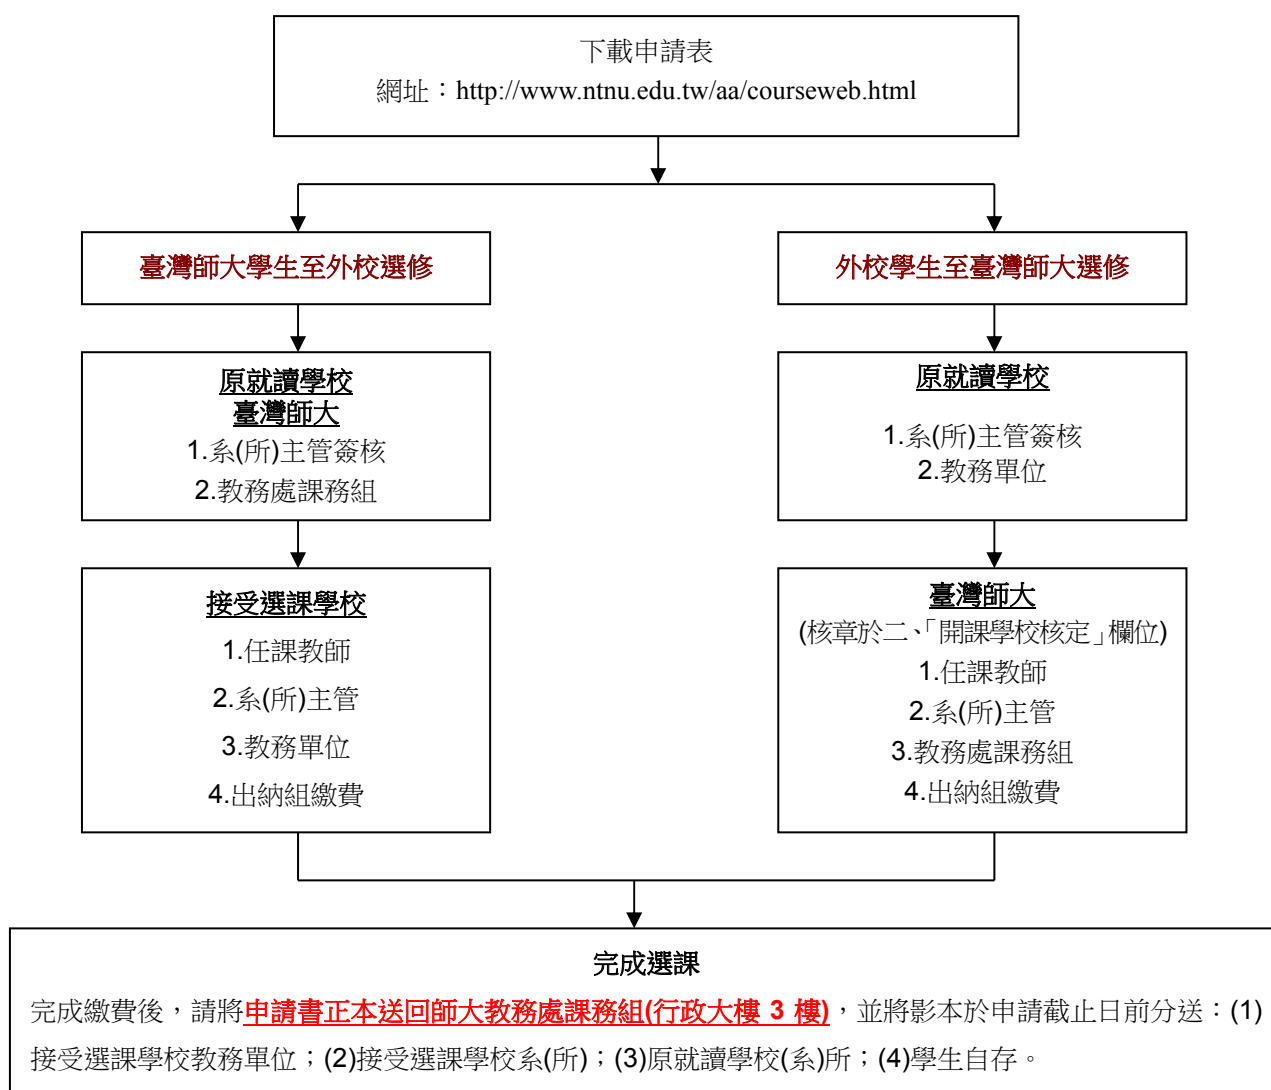 下載申請表
網址：http://www.ntnu.edu.tw/aa/courseweb.html
臺灣師大學生至外校選修
外校學生至臺灣師大選修
原就讀學校
臺灣師大
1.系(所)主管簽核
2.教務處課務組
原就讀學校
1.系(所)主管簽核
2.教務單位
接受選課學校
1.任課教師
2.系(所)主管
3.教務單位
4.出納組繳費
臺灣師大
(核章於二、「開課學校核定」欄位)
1.任課教師
2.系(所)主管
3.教務處課務組
4.出納組繳費
完成選課
完成繳費後，請將申請書正本送回師大教務處課務組(行政大樓 3 樓)，並將影本於申請截止日前分送：(1)
接受選課學校教務單位；(2)接受選課學校系(所)；(3)原就讀學校(系)所；(4)學生自存。